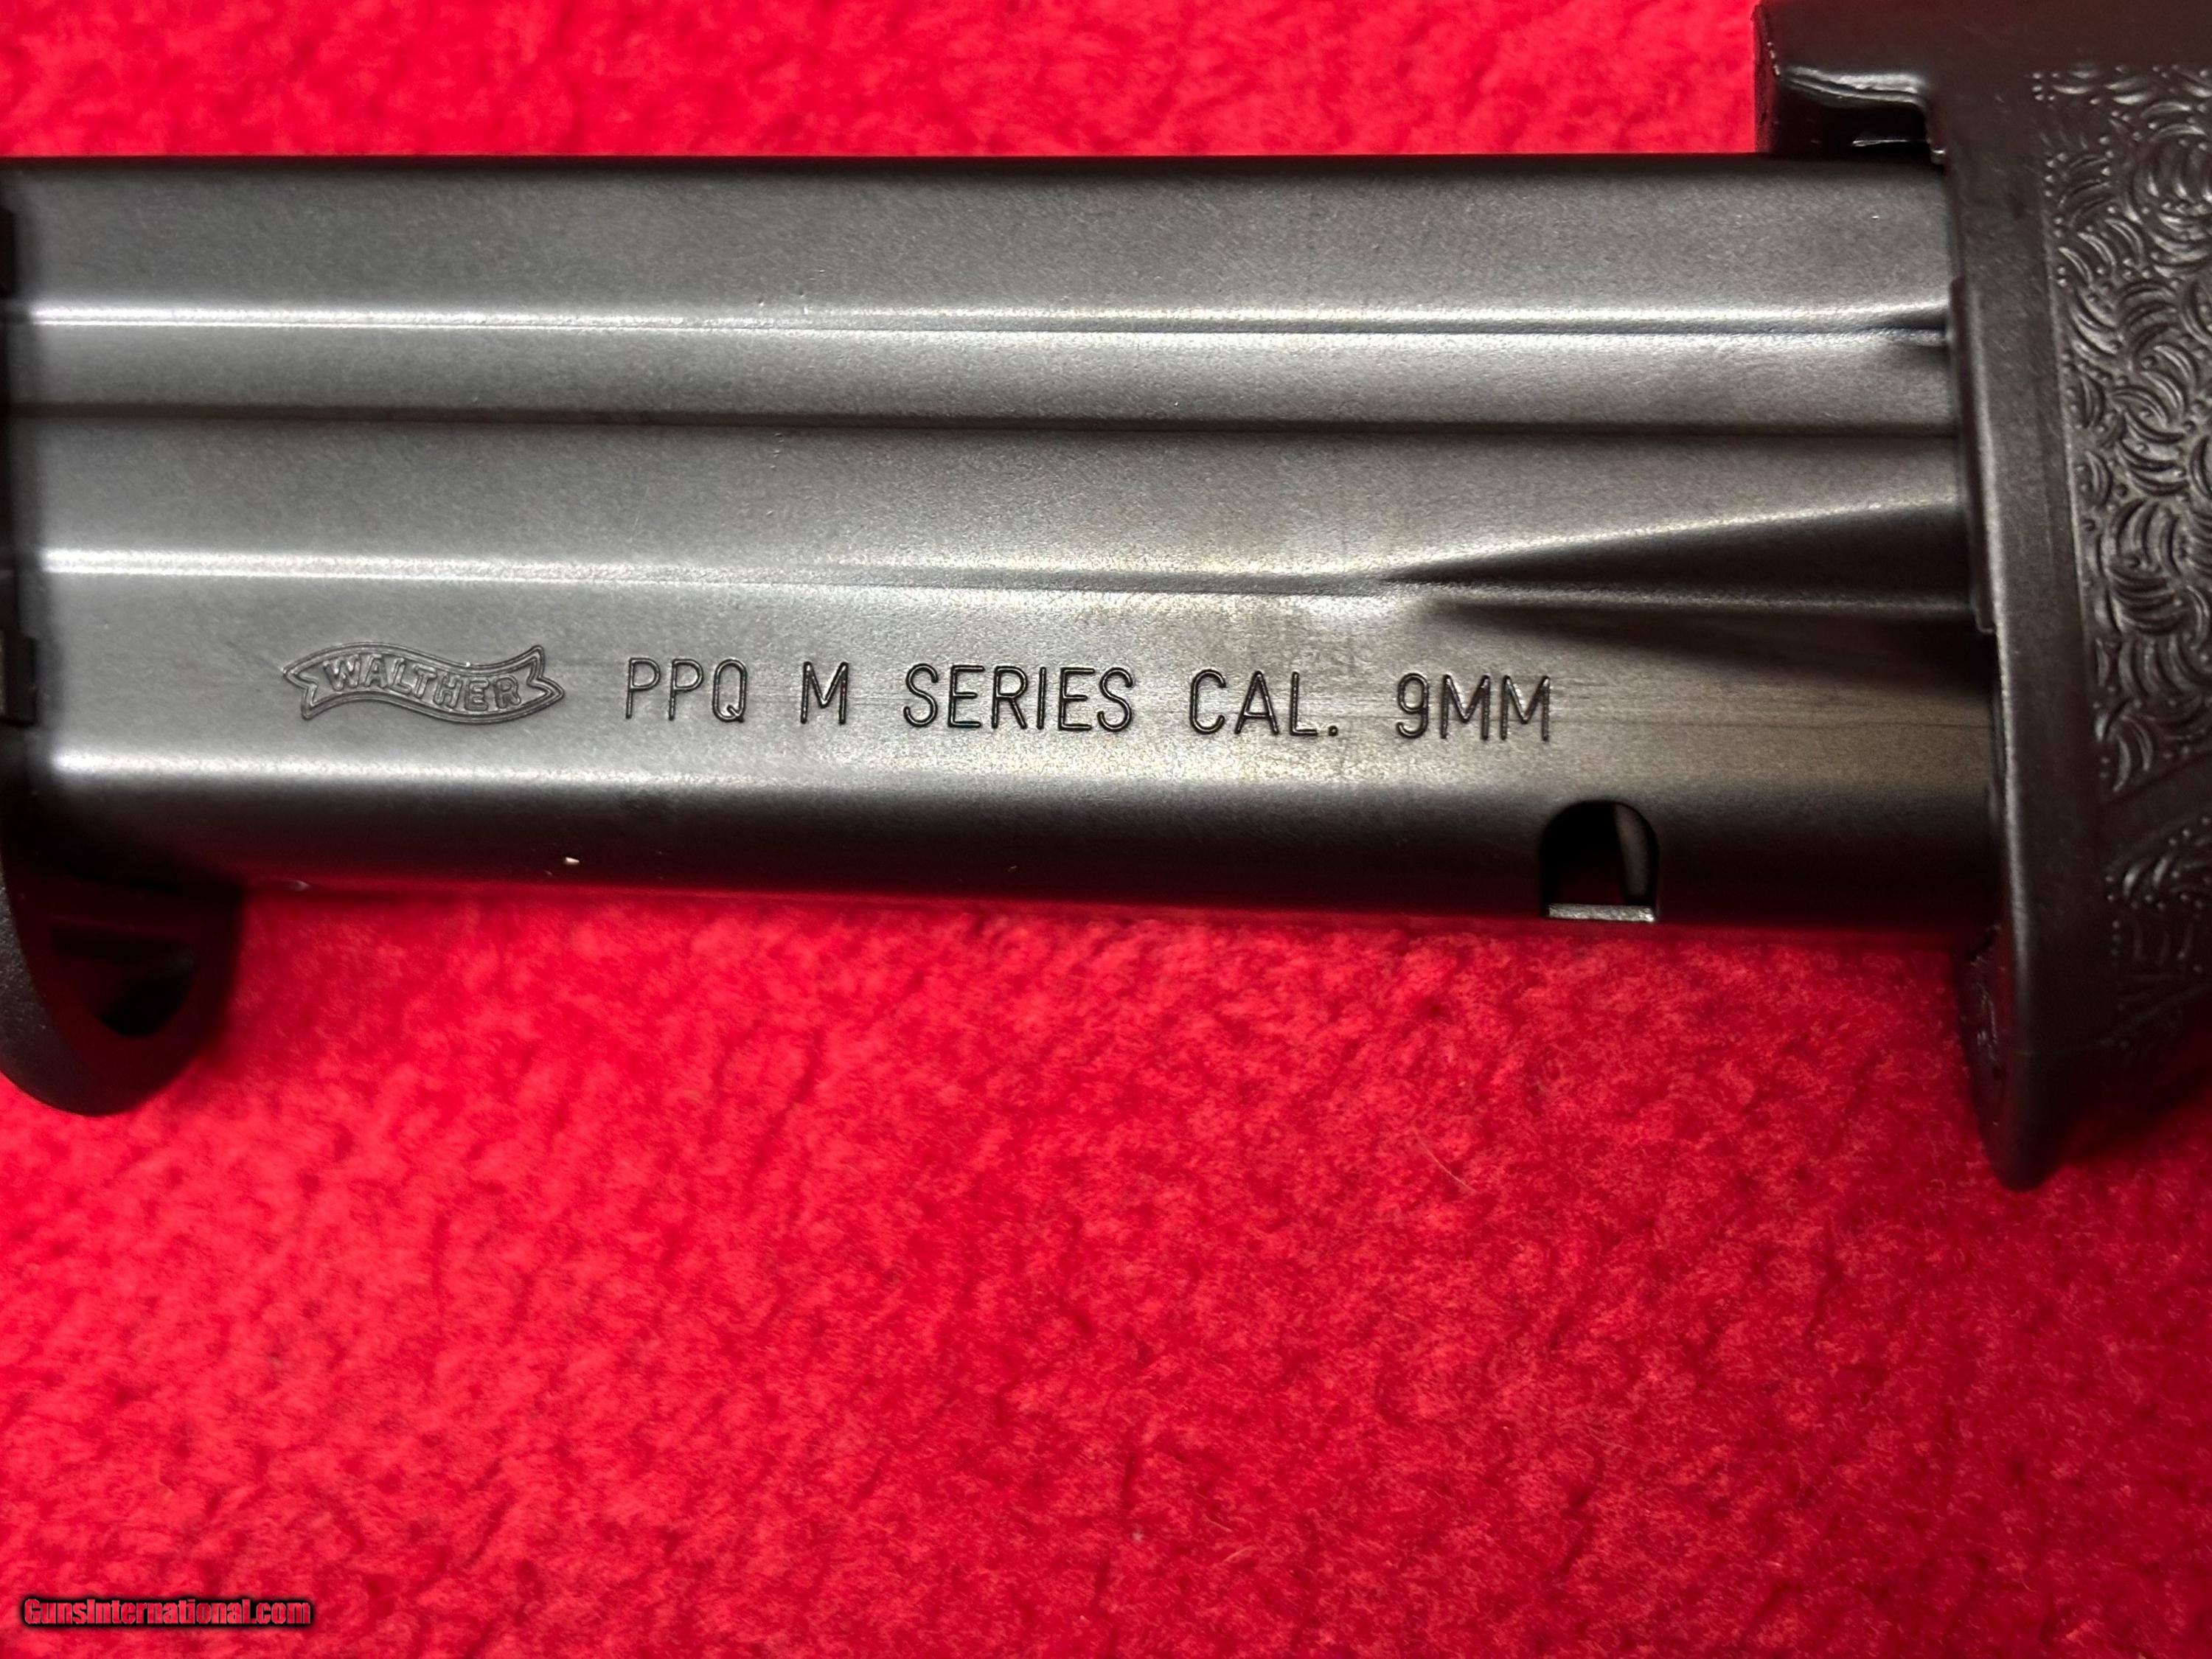 WALTHER PPQ M SERIES CAL. 9MM
GunsInternational.com